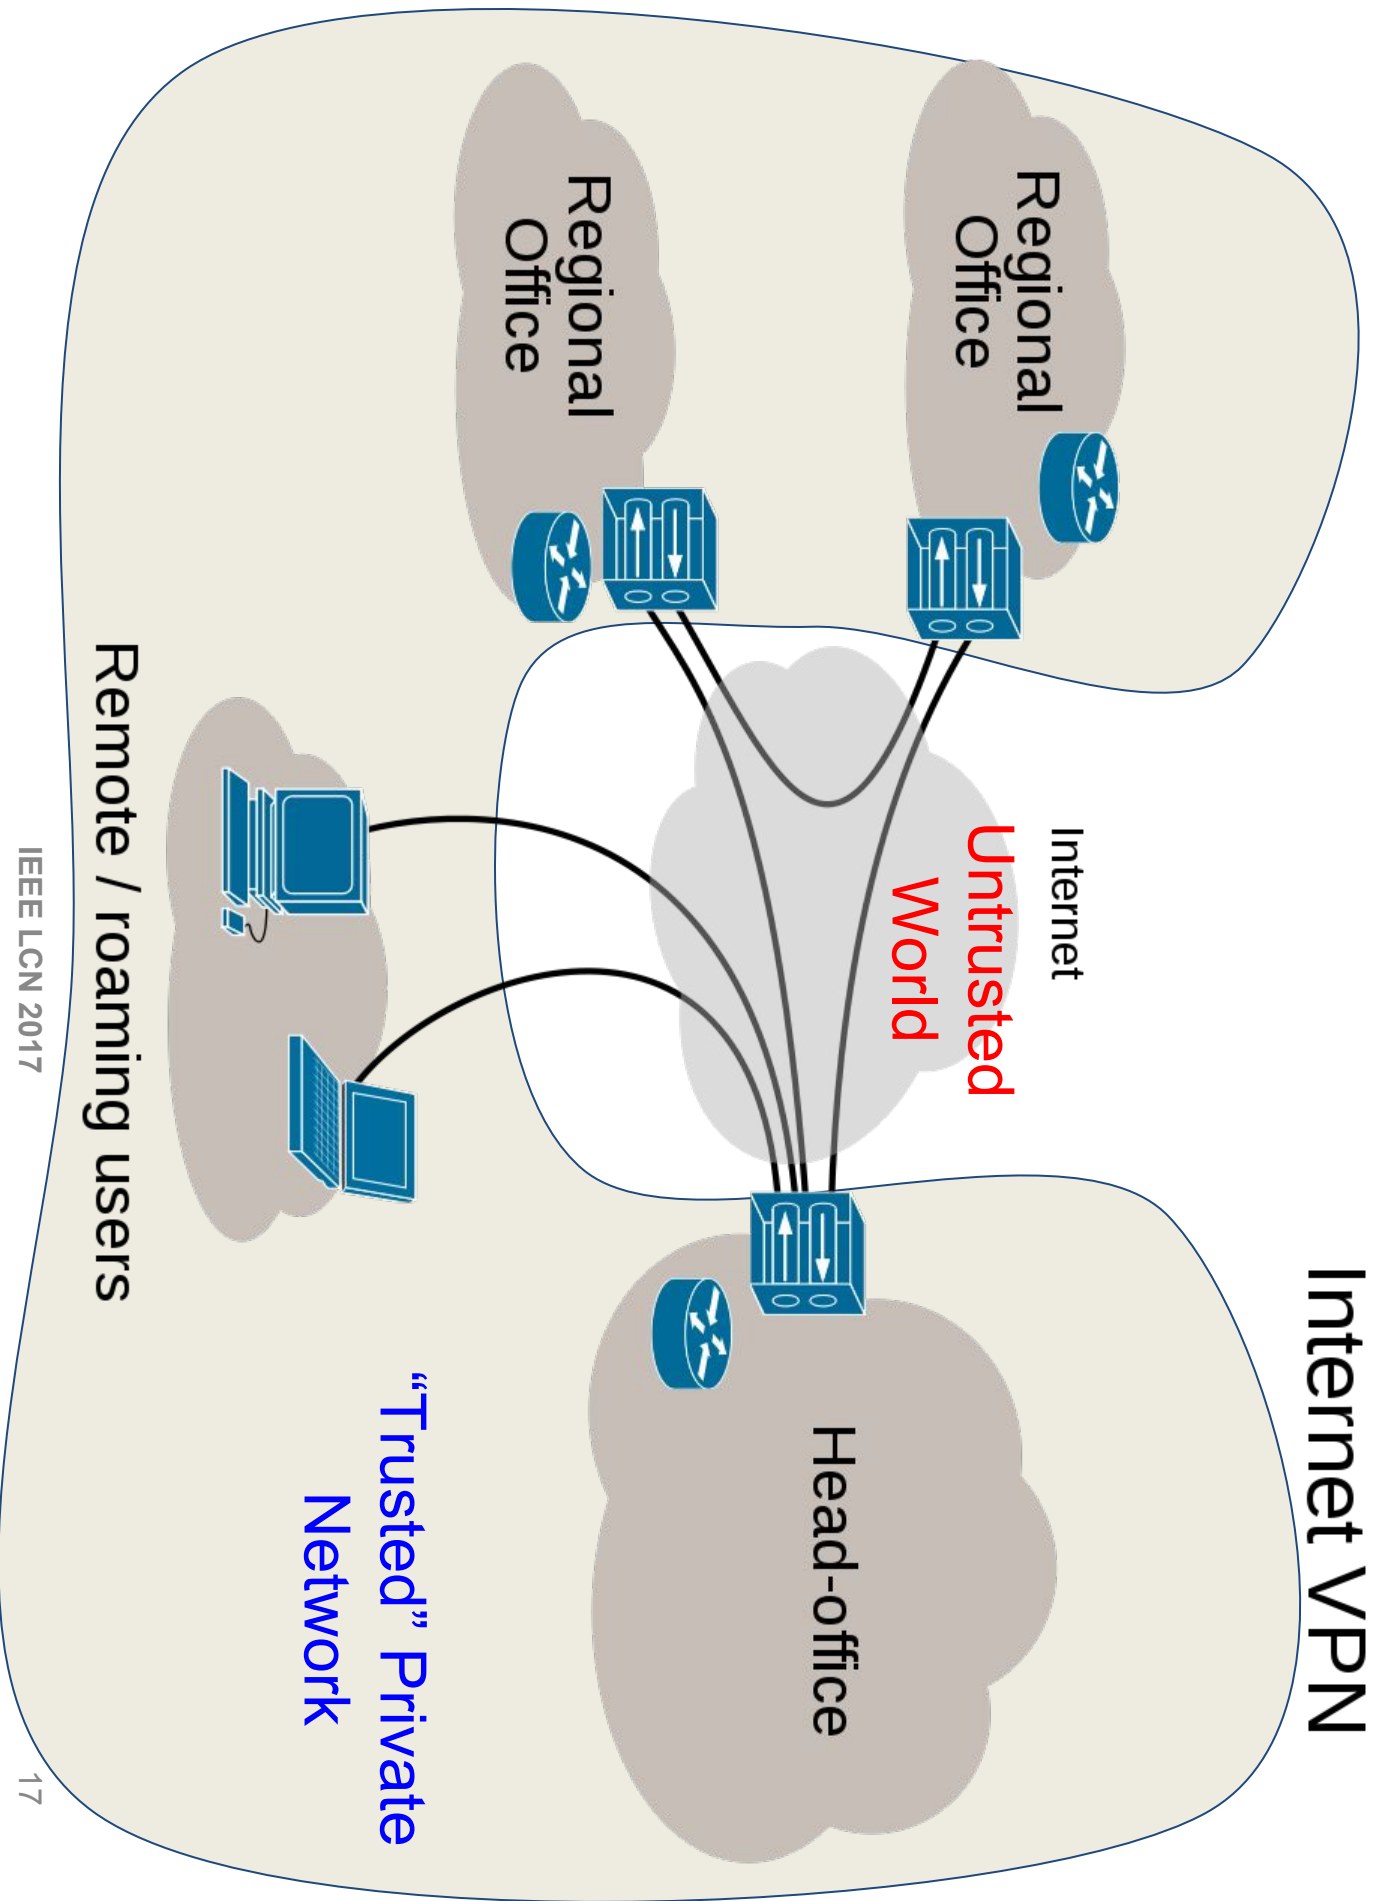 Internet VPN
Internet
Untrusted
World
Regional
Office
Regional
Office
Head-office
"Trusted" Private
Network
Remote / roaming users
IEEE LCN 2017
17